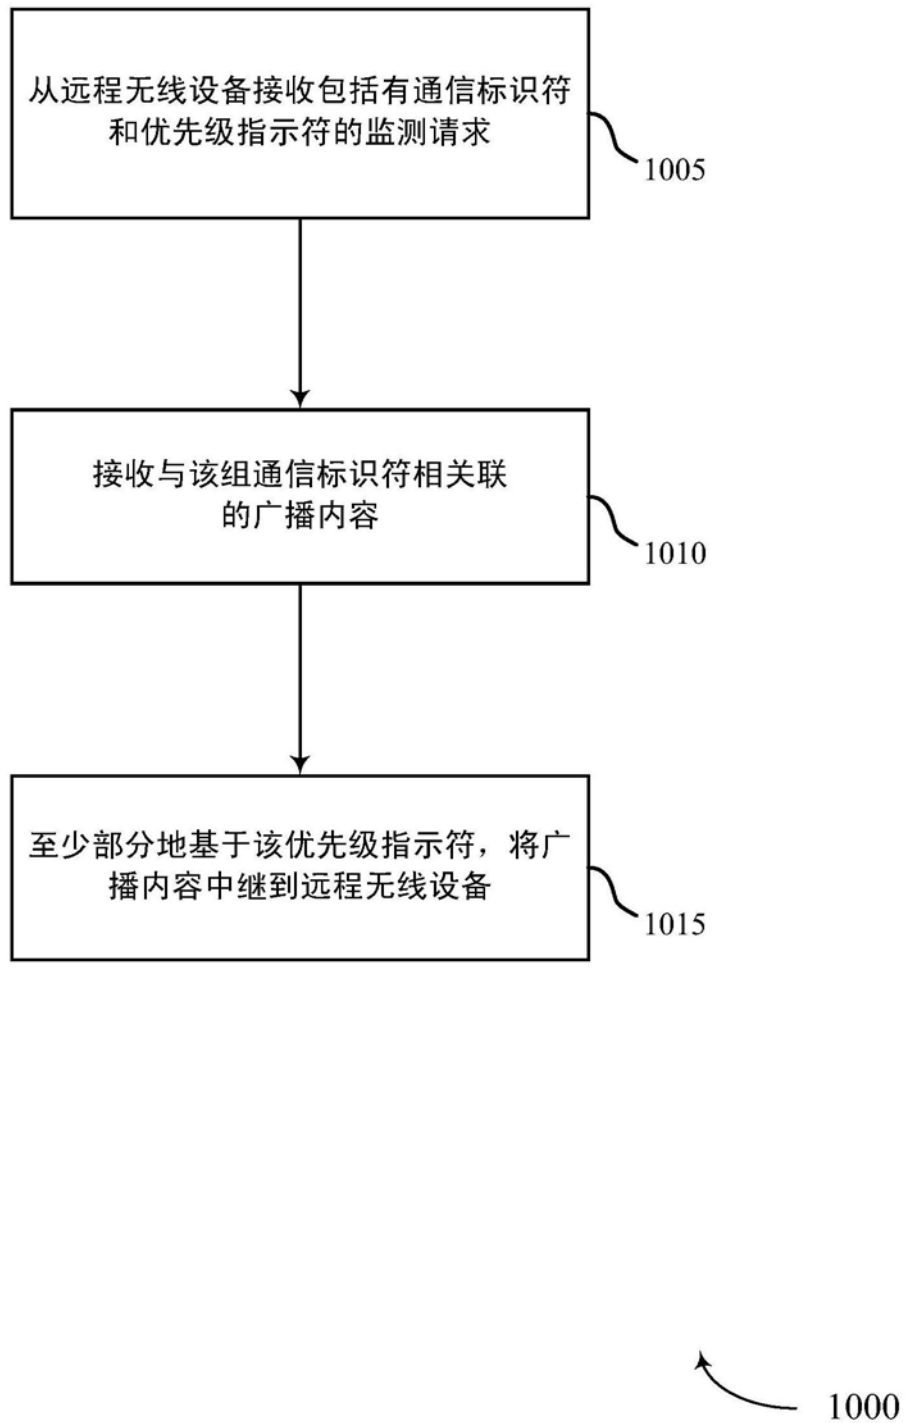 从远程无线设备接收包括有通信标识符
和优先级指示符的监测请求
1005
接收与该组通信标识符相关联
的广播内容
1010
至少部分地基于该优先级指示符，将广
播内容中继到远程无线设备
1015
1000